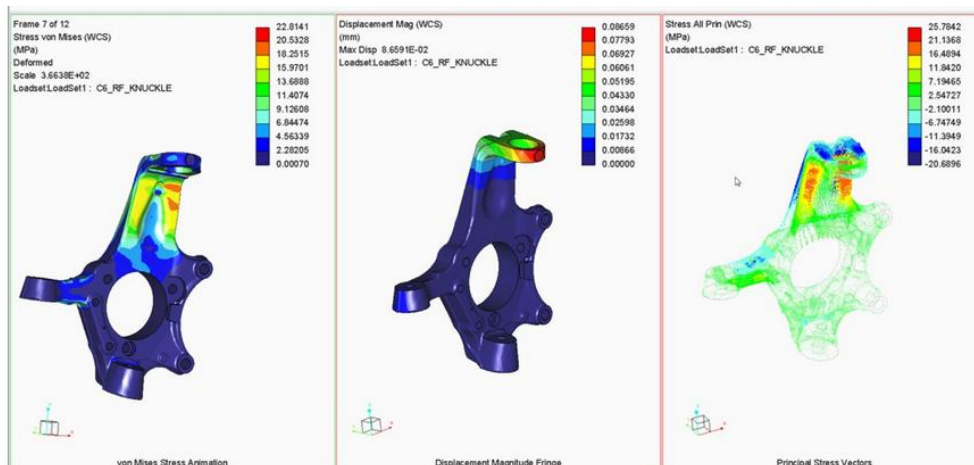 Frame 7 of 12
Stress von Mises (WCS)
(MPa)
Deformed
Scale 3.6638E+02
Loadset:LoadSet1 : C6_RF_KNUCKLE
22.8141
20.5328
18.2515
15.9701
13.6888
11.4074
9.12608
6.84474
4.56339
2.28205
0.00070
von Mises Stress Animation
Displacement Mag (WCS)
(mm)
Max Disp 8.6591E-02
Loadset:LoadSet1 : C6_RF_KNUCKLE
0.08659
0.07793
0.06927
0.06061
0.05195
0.04330
0.03464
0.02598
0.01732
0.00866
0.00000
Displacement Magnitude Fringe
Stress All Prin (WCS)
(MPa)
Loadset:LoadSet1 : C6_RF_KNUCKLE
25.7842
21.1368
16.4894
11.8420
7.19465
2.54727
-2.10011
-6.74749
-11.3949
-16.0423
-20.6896
Principal Stress Vectors